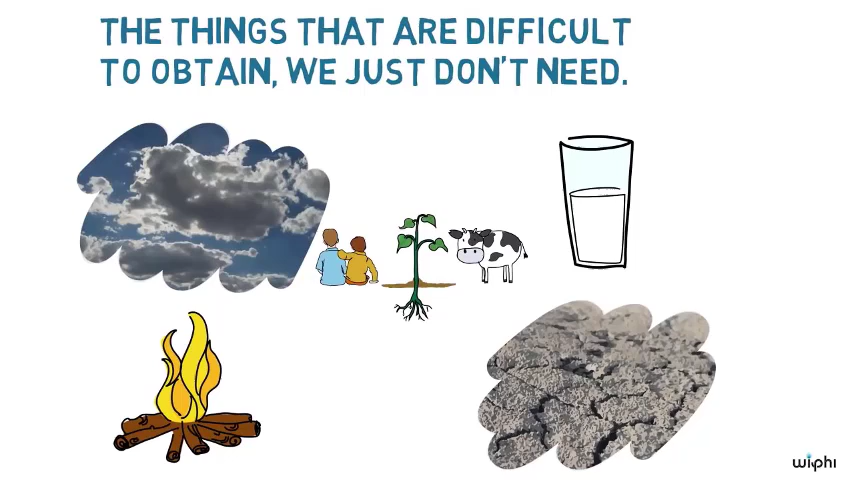 THE THINGS THAT ARE DIFFICULT
TO OBTAIN, WE JUST DON'T NEED.
wiphi